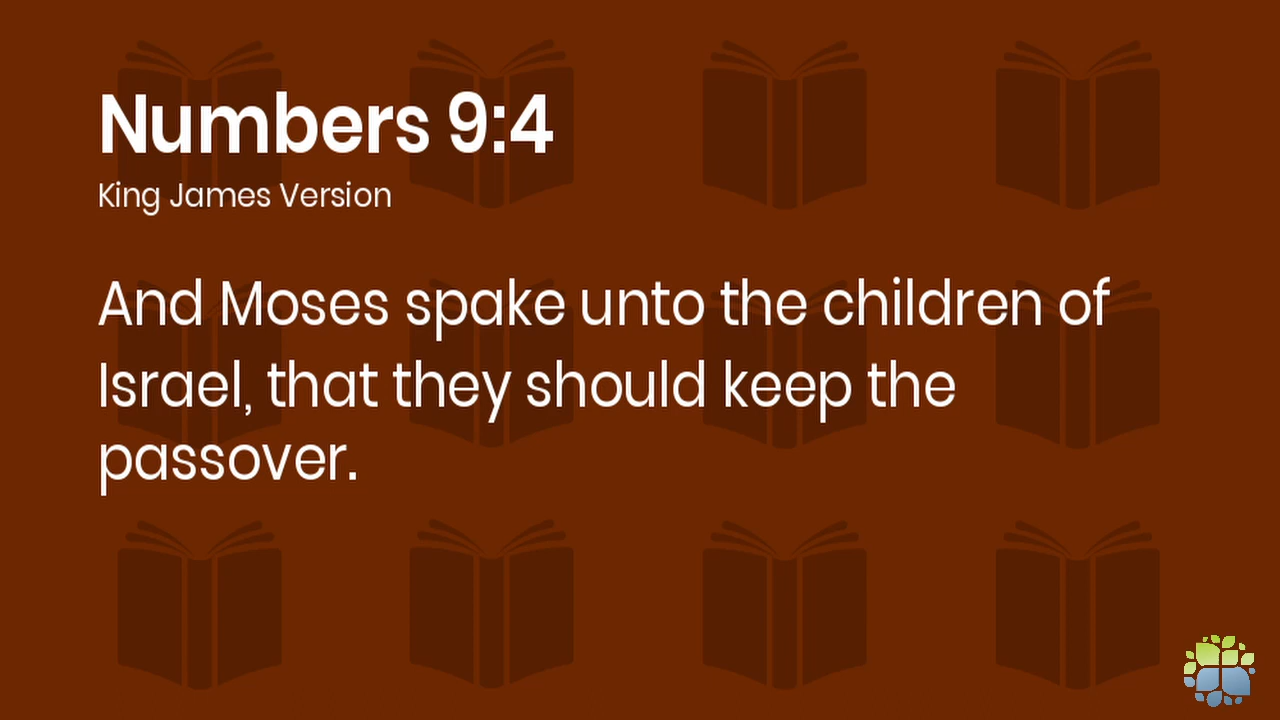 Numbers 9:4
King James Version
And Moses spake unto the children of
Israel, that they should keep the
passover.